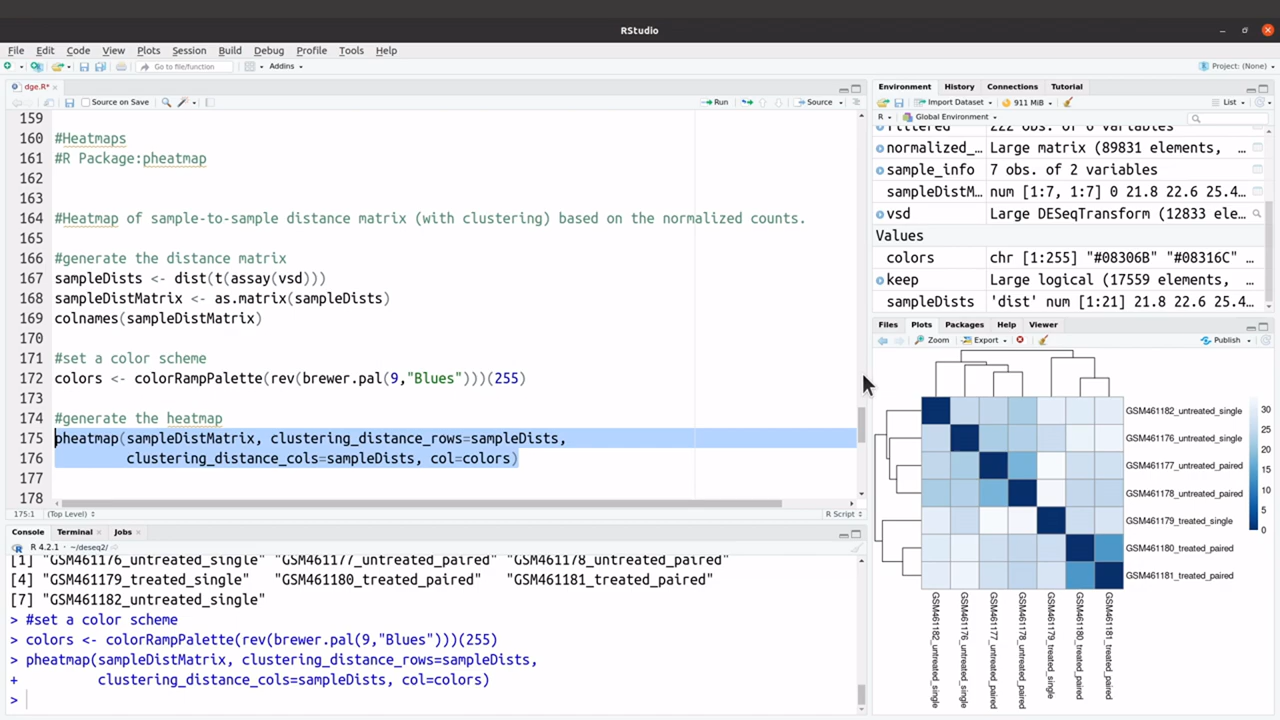 RStudio
File Edit Code View Plots Session Build Debug Profile Tools Help
Go to file/function Addins Project: (None)
dge.R*
Source on Save Run Source
159
160 #Heatmaps
161 #R Package:pheatmap
162
163
164 #Heatmap of sample-to-sample distance matrix (with clustering) based on the normalized counts.
165
166 #generate the distance matrix
167 sampleDists <- dist(t(assay(vsd)))
168 sampleDistMatrix <- as.matrix(sampleDists)
169 colnames(sampleDistMatrix)
170
171 #set a color scheme
172 colors <- colorRampPalette(rev(brewer.pal(9,"Blues")))(255)
173
174 #generate the heatmap
175 pheatmap(sampleDistMatrix, clustering_distance_rows=sampleDists,
176 clustering_distance_cols=sampleDists, col=colors)
177
178
175:1 (Top Level) R Script
Console Terminal Jobs
R 4.2.1 · ~/deseq2/
[1] "GSM461176_untreated_single" "GSM461177_untreated_paired" "GSM461178_untreated_paired"
[4] "GSM461179_treated_single" "GSM461180_treated_paired" "GSM461181_treated_paired"
[7] "GSM461182_untreated_single"
> #set a color scheme
> colors <- colorRampPalette(rev(brewer.pal(9,"Blues")))(255)
> pheatmap(sampleDistMatrix, clustering_distance_rows=sampleDists,
+ clustering_distance_cols=sampleDists, col=colors)
>
Environment History Connections Tutorial
Import Dataset 911 MiB List
R Global Environment
filtered 222 obs. of 6 variables
normalized_… Large matrix (89831 elements, …
sample_info 7 obs. of 2 variables
sampleDistM… num [1:7, 1:7] 0 21.8 22.6 25.4…
vsd Large DESeqTransform (12833 ele…
Values
colors chr [1:255] "#08306B" "#08316C" …
keep Large logical (17559 elements, …
sampleDists 'dist' num [1:21] 21.8 22.6 25.4…
Files Plots Packages Help Viewer
Zoom Export Publish
GSM461182_untreated_single
GSM461176_untreated_single
GSM461177_untreated_paired
GSM461178_untreated_paired
GSM461179_treated_single
GSM461180_treated_paired
GSM461181_treated_paired
30
25
20
15
10
5
0
GSM461182_untreated_single
GSM461176_untreated_single
GSM461177_untreated_paired
GSM461178_untreated_paired
GSM461179_treated_single
GSM461180_treated_paired
GSM461181_treated_paired